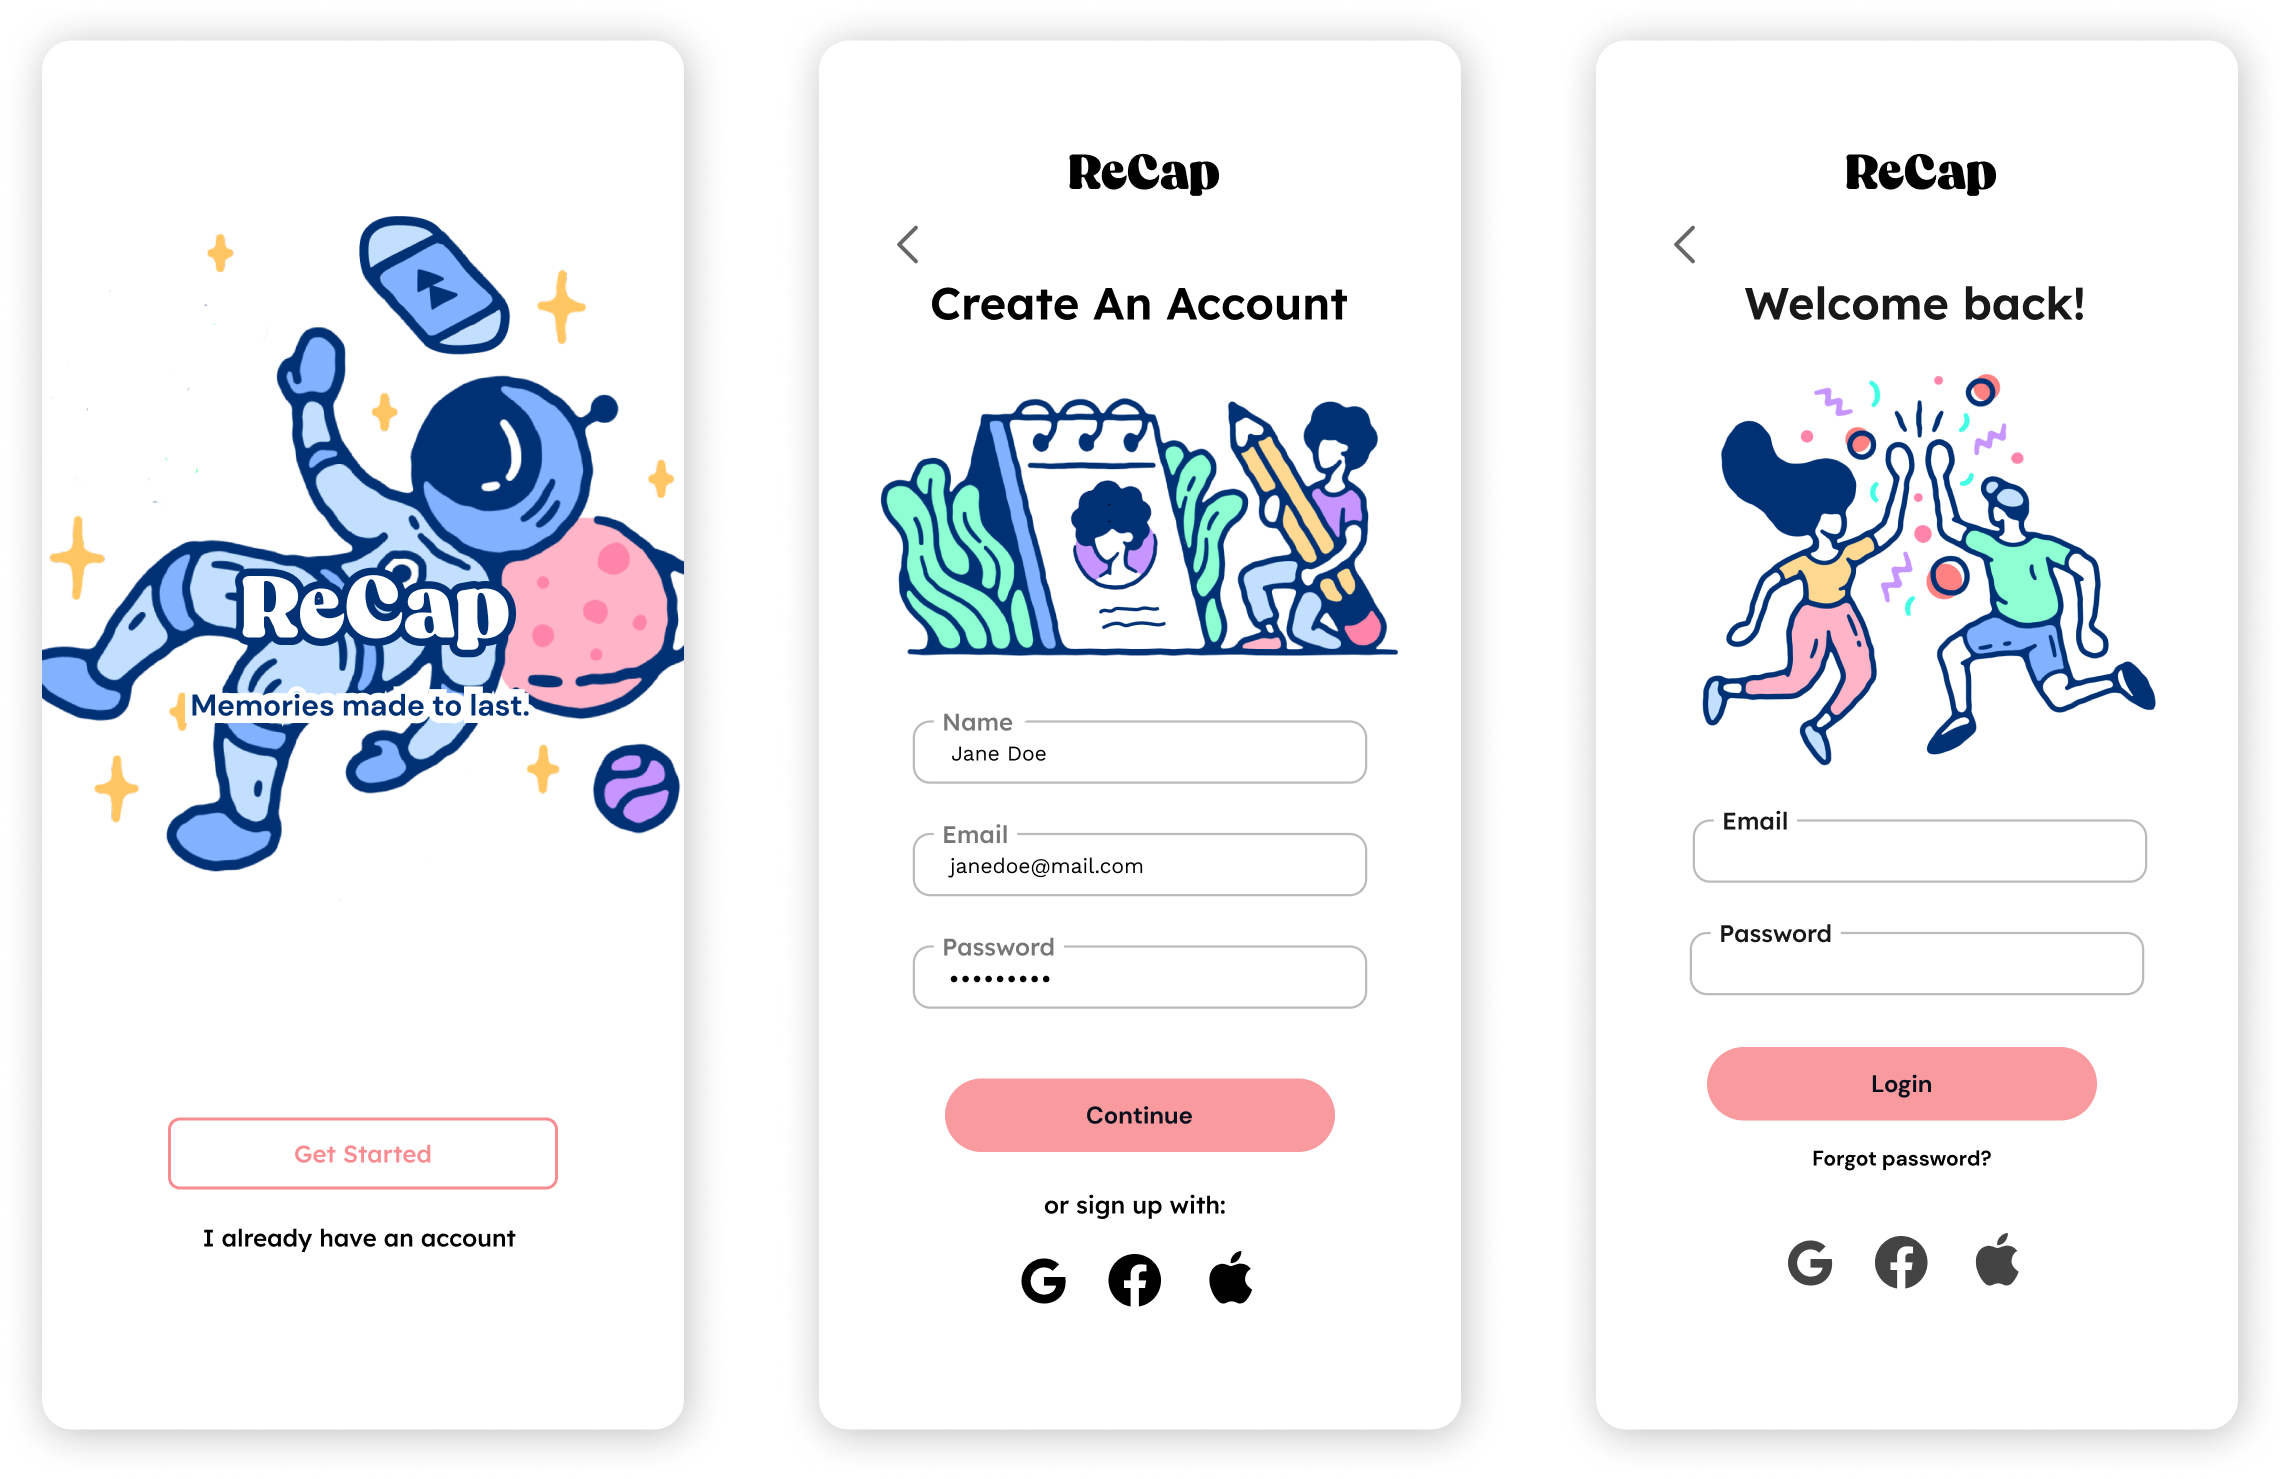 ReCap
Memories made to last.
Get Started
I already have an account
ReCap
Create An Account
Name
Jane Doe
Email
janedoe@mail.com
Password
•••••••••
Continue
or sign up with:
ReCap
Welcome back!
Email
Password
Login
Forgot password?